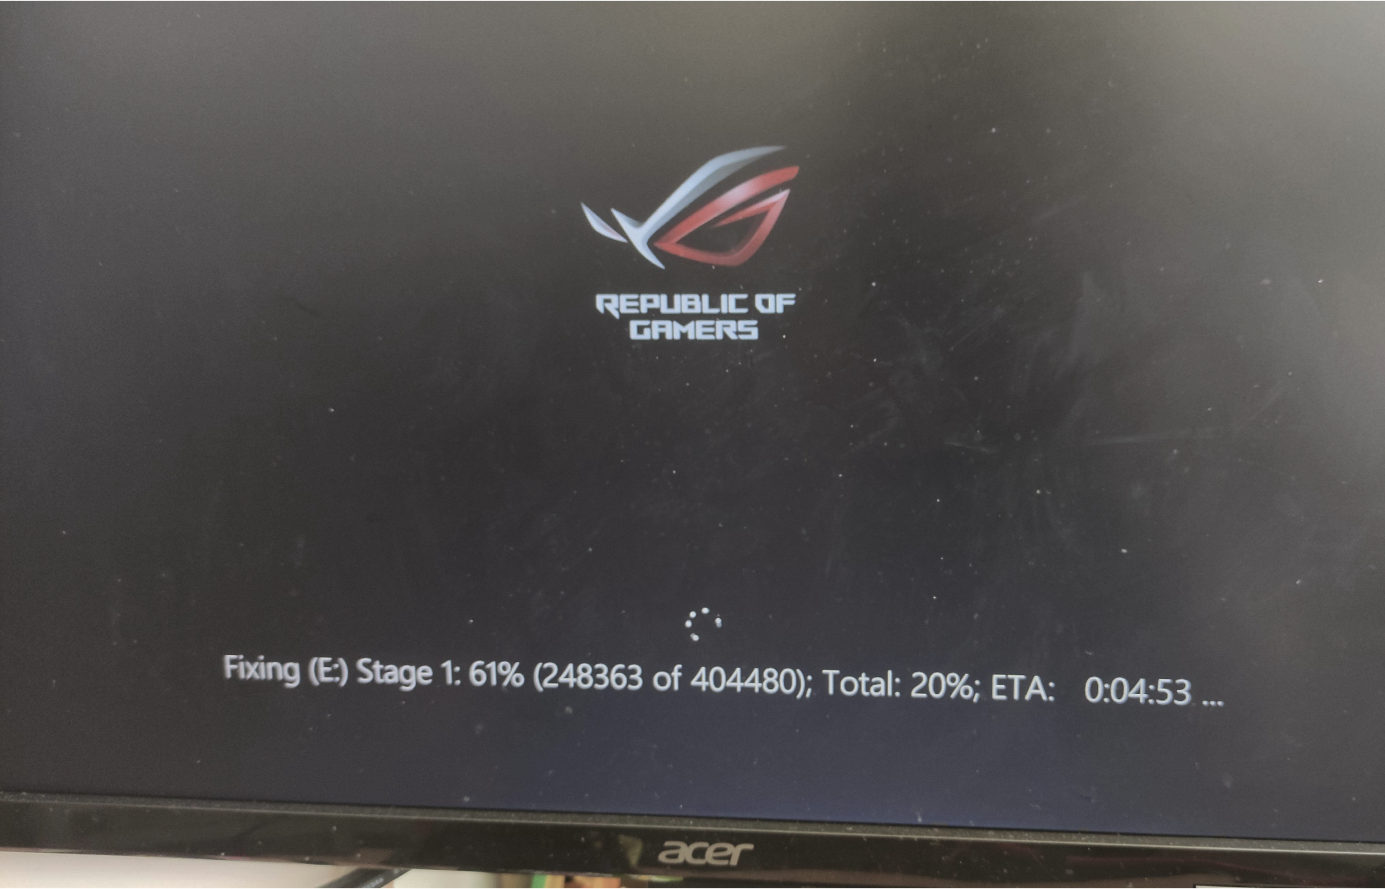 REPUBLIC OF
GAMERS
Fixing (E:) Stage 1: 61% (248363 of 404480); Total: 20%; ETA: 0:04:53 ...
acer